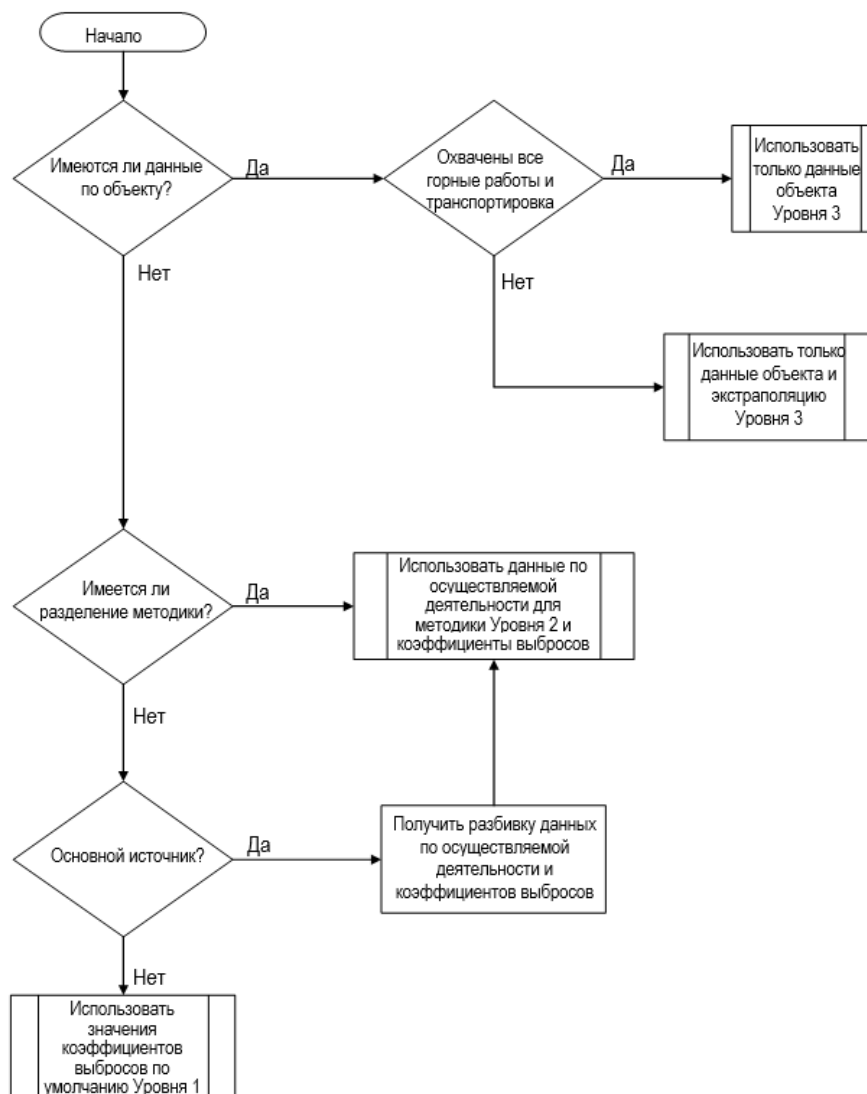 Начало
Имеются ли данные
по объекту?
Да
Охвачены все
горные работы и
транспортировка
Да
Использовать
только данные
объекта
Уровня 3
Нет
Нет
Использовать только
данные объекта и
экстраполяцию
Уровня 3
Имеется ли
разделение методики?
Да
Использовать данные по
осуществляемой
деятельности для
методики Уровня 2 и
коэффициенты выбросов
Нет
Основной источник?
Да
Получить разбивку данных
по осуществляемой
деятельности и
коэффициентов выбросов
Нет
Использовать
значения
коэффициентов
выбросов по
умолчанию Уровня 1